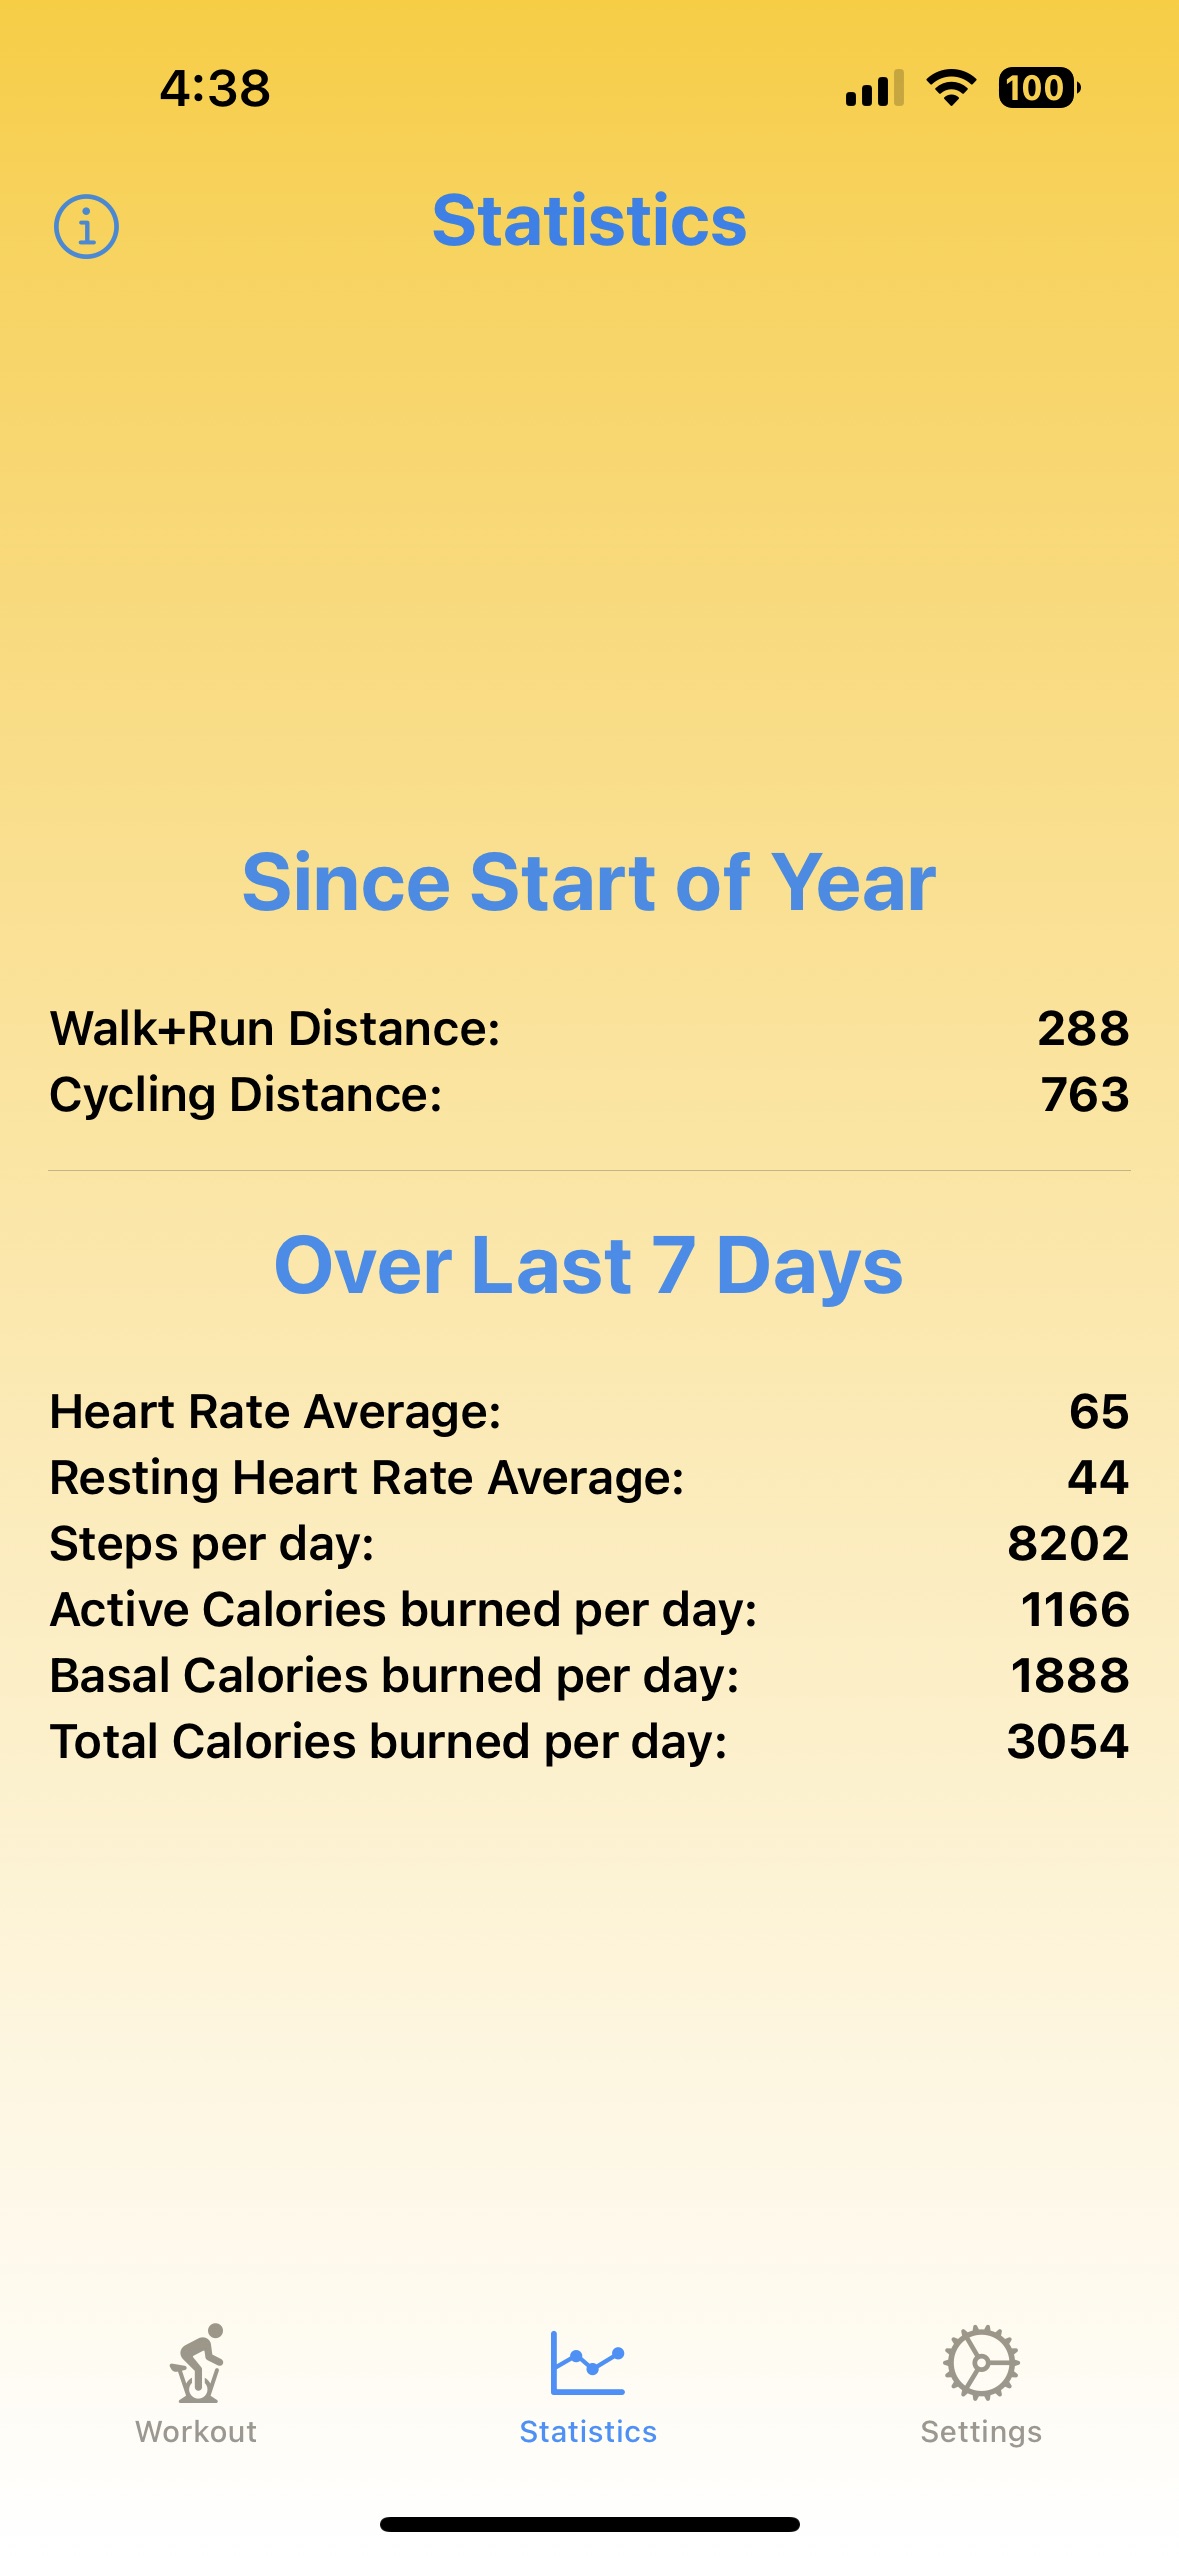 4:38
100
Statistics
Since Start of Year
Walk+Run Distance: 288
Cycling Distance: 763
Over Last 7 Days
Heart Rate Average: 65
Resting Heart Rate Average: 44
Steps per day: 8202
Active Calories burned per day: 1166
Basal Calories burned per day: 1888
Total Calories burned per day: 3054
Workout
Statistics
Settings